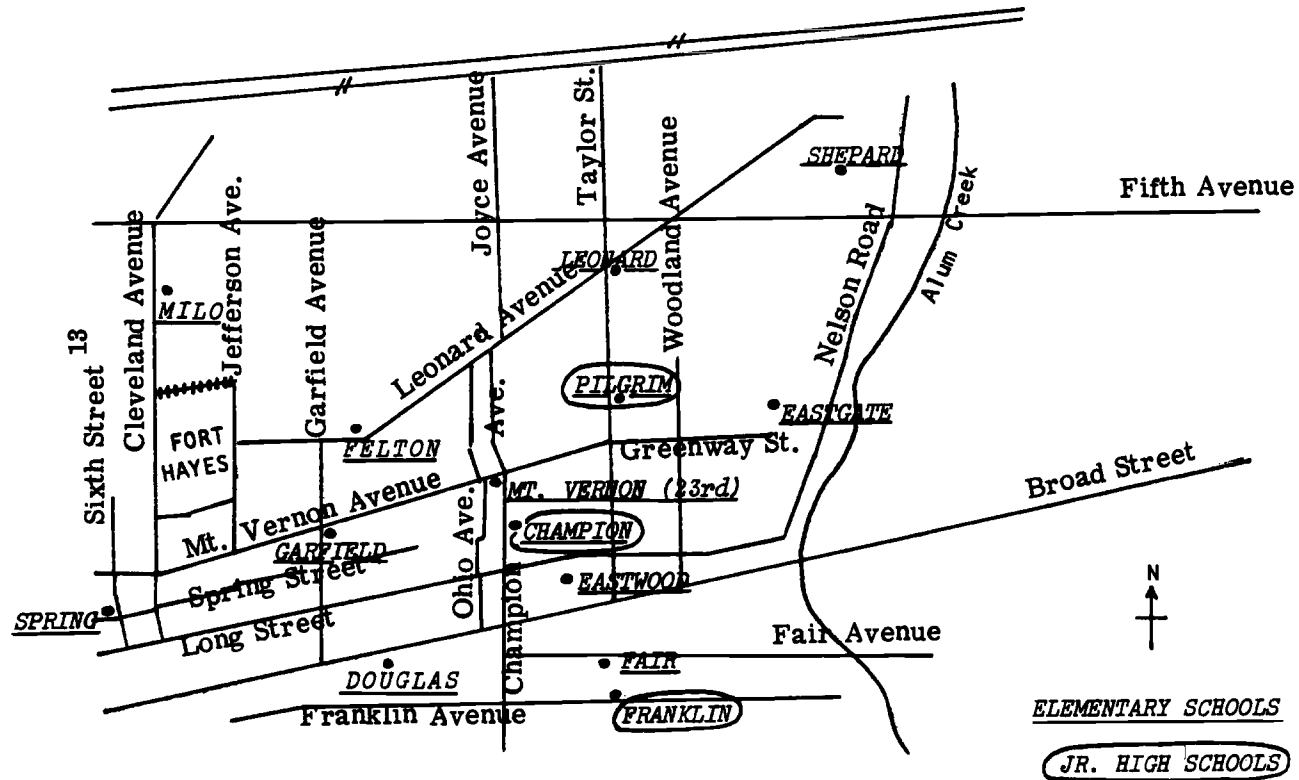 Joyce Avenue
Taylor St.
Woodland Avenue
SHEPARD
Fifth Avenue
Alum Creek
Nelson Road
Cleveland Avenue
Jefferson Ave.
Garfield Avenue
LEONARD
Leonard Avenue
MILO
Sixth Street 13
PILGRIM
EASTGATE
Ave.
FORT
HAYES
FELTON
Greenway St.
Mt. Vernon Avenue
MT. VERNON (23rd)
Broad Street
Ohio Ave.
CHAMPION
GARFIELD
Spring Street
EASTWOOD
SPRING
Long Street
Champion
N
Fair Avenue
FAIR
DOUGLAS
Franklin Avenue
FRANKLIN
ELEMENTARY SCHOOLS
JR. HIGH SCHOOLS